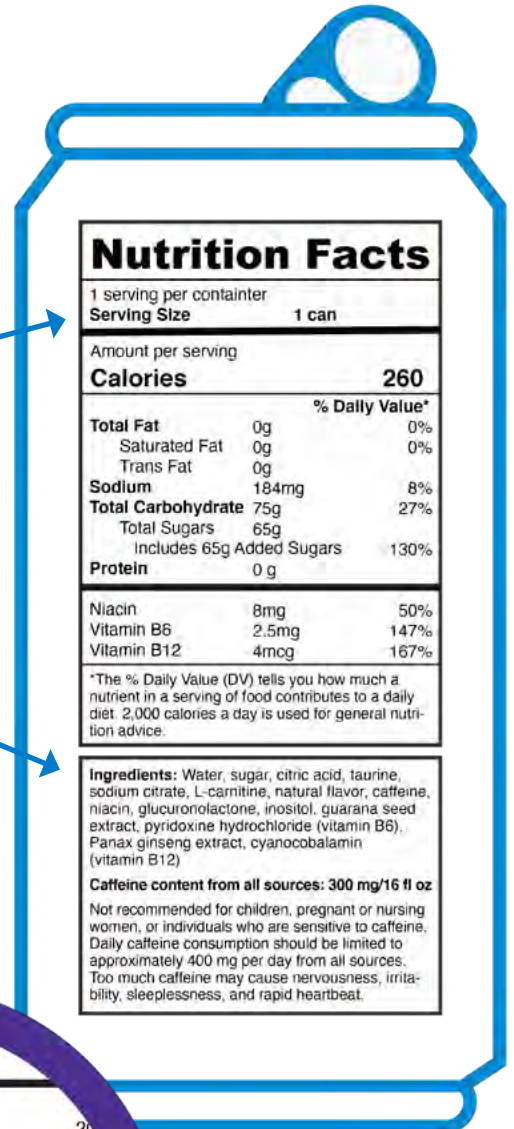 Nutrition Facts
1 serving per containter
Serving Size 1 can
Amount per serving
Calories 260
% Daily Value*
Total Fat 0g 0%
Saturated Fat 0g 0%
Trans Fat 0g
Sodium 184mg 8%
Total Carbohydrate 75g 27%
Total Sugars 65g
Includes 65g Added Sugars 130%
Protein 0 g
Niacin 8mg 50%
Vitamin B6 2.5mg 147%
Vitamin B12 4mcg 167%
*The % Daily Value (DV) tells you how much a
nutrient in a serving of food contributes to a daily
diet. 2,000 calories a day is used for general nutri-
tion advice.
Ingredients: Water, sugar, citric acid, taurine,
sodium citrate, L-carnitine, natural flavor, caffeine,
niacin, glucuronolactone, inositol, guarana seed
extract, pyridoxine hydrochloride (vitamin B6),
Panax ginseng extract, cyanocobalamin
(vitamin B12)
Caffeine content from all sources: 300 mg/16 fl oz
Not recommended for children, pregnant or nursing
women, or individuals who are sensitive to caffeine.
Daily caffeine consumption should be limited to
approximately 400 mg per day from all sources.
Too much caffeine may cause nervousness, irrita-
bility, sleeplessness, and rapid heartbeat.